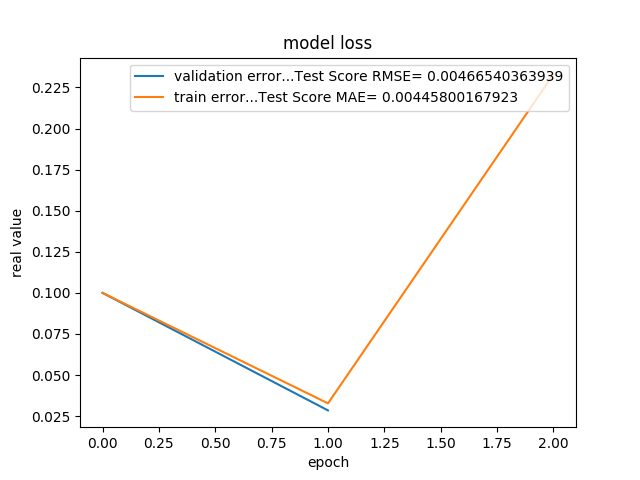 model loss
validation error...Test Score RMSE= 0.00466540363939
train error...Test Score MAE= 0.00445800167923
real value
0.225
0.200
0.175
0.150
0.125
0.100
0.075
0.050
0.025
0.00 0.25 0.50 0.75 1.00 1.25 1.50 1.75 2.00
epoch